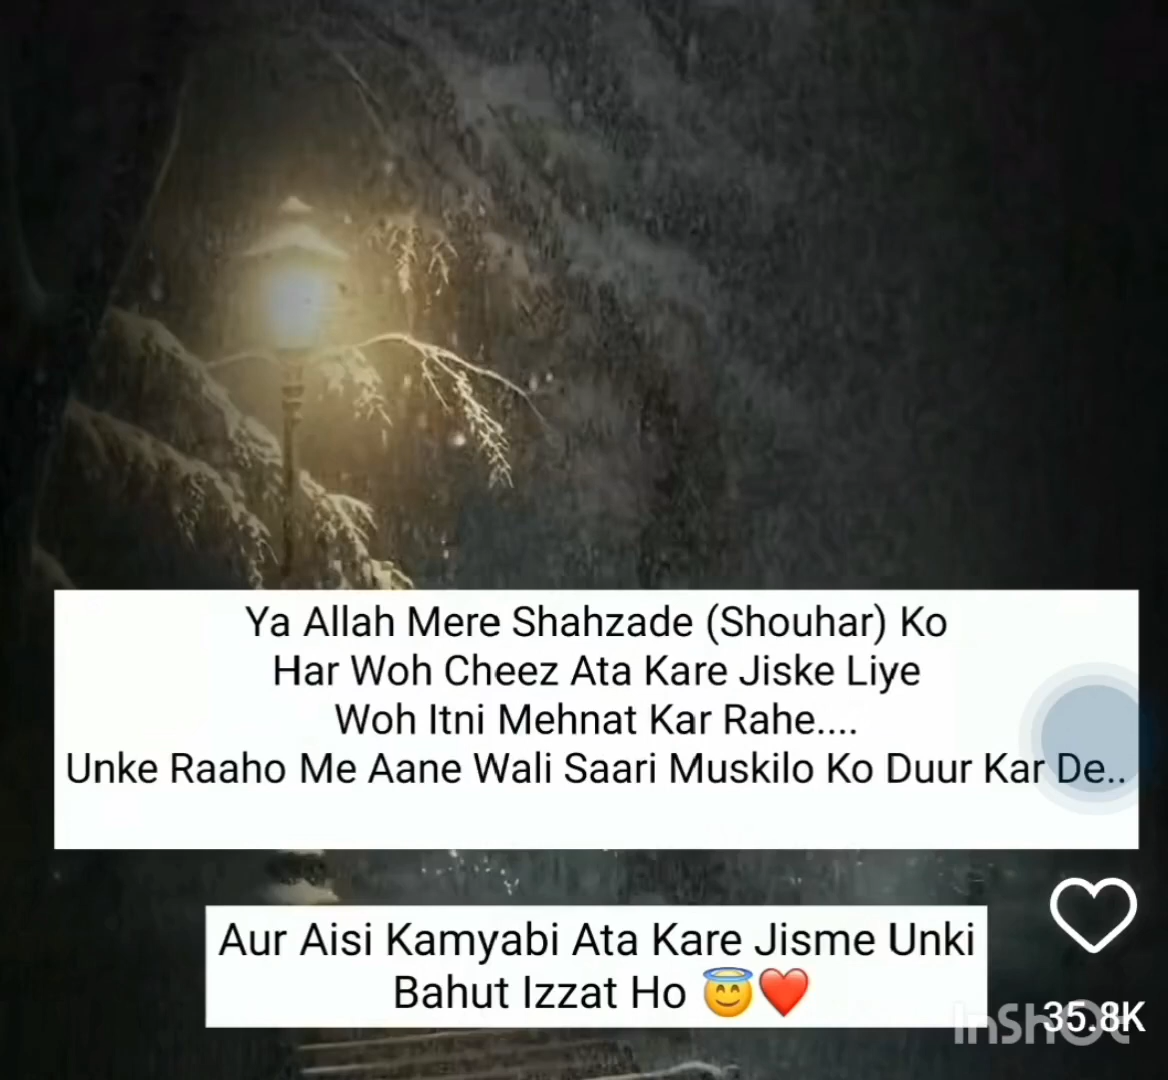 Ya Allah Mere Shahzade (Shouhar) Ko
Har Woh Cheez Ata Kare Jiske Liye
Woh Itni Mehnat Kar Rahe....
Unke Raaho Me Aane Wali Saari Muskilo Ko Duur Kar De..
Aur Aisi Kamyabi Ata Kare Jisme Unki
Bahut Izzat Ho 😇❤️
InShOt
35.8K